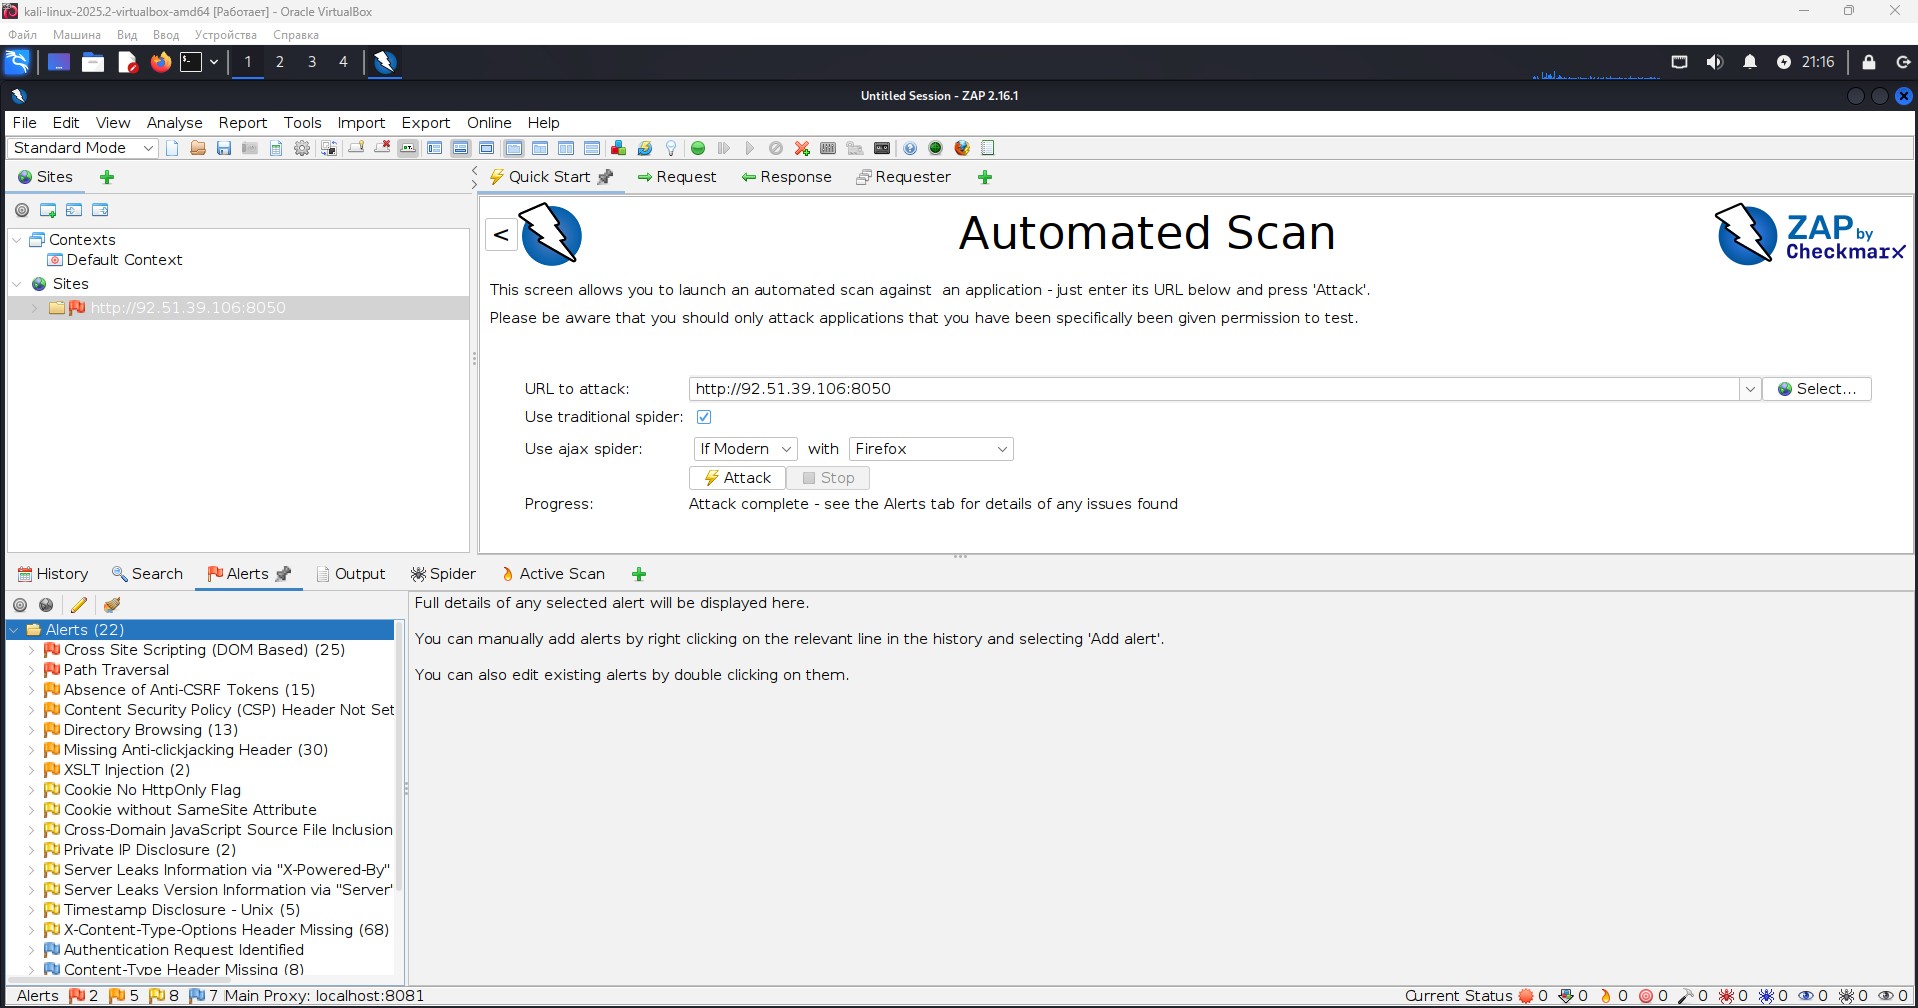 kali-linux-2025.2-virtualbox-amd64 [Работает] - Oracle VirtualBox
Файл Машина Вид Ввод Устройства Справка
1 2 3 4 21:16
Untitled Session - ZAP 2.16.1
File Edit View Analyse Report Tools Import Export Online Help
Standard Mode
Sites
Quick Start Request Response Requester
Contexts
Default Context
Sites
http://92.51.39.106:8050
<
Automated Scan
ZAP by Checkmarx
This screen allows you to launch an automated scan against an application - just enter its URL below and press 'Attack'.
Please be aware that you should only attack applications that you have been specifically been given permission to test.
URL to attack: http://92.51.39.106:8050 Select...
Use traditional spider:
Use ajax spider: If Modern with Firefox
Attack Stop
Progress: Attack complete - see the Alerts tab for details of any issues found
History Search Alerts Output Spider Active Scan
Alerts (22)
Cross Site Scripting (DOM Based) (25)
Path Traversal
Absence of Anti-CSRF Tokens (15)
Content Security Policy (CSP) Header Not Set
Directory Browsing (13)
Missing Anti-clickjacking Header (30)
XSLT Injection (2)
Cookie No HttpOnly Flag
Cookie without SameSite Attribute
Cross-Domain JavaScript Source File Inclusion
Private IP Disclosure (2)
Server Leaks Information via "X-Powered-By"
Server Leaks Version Information via "Server"
Timestamp Disclosure - Unix (5)
X-Content-Type-Options Header Missing (68)
Authentication Request Identified
Content-Type Header Missing (8)
Full details of any selected alert will be displayed here.
You can manually add alerts by right clicking on the relevant line in the history and selecting 'Add alert'.
You can also edit existing alerts by double clicking on them.
Alerts 2 5 8 7 Main Proxy: localhost:8081
Current Status 0 0 0 0 0 0 0 0 0 0